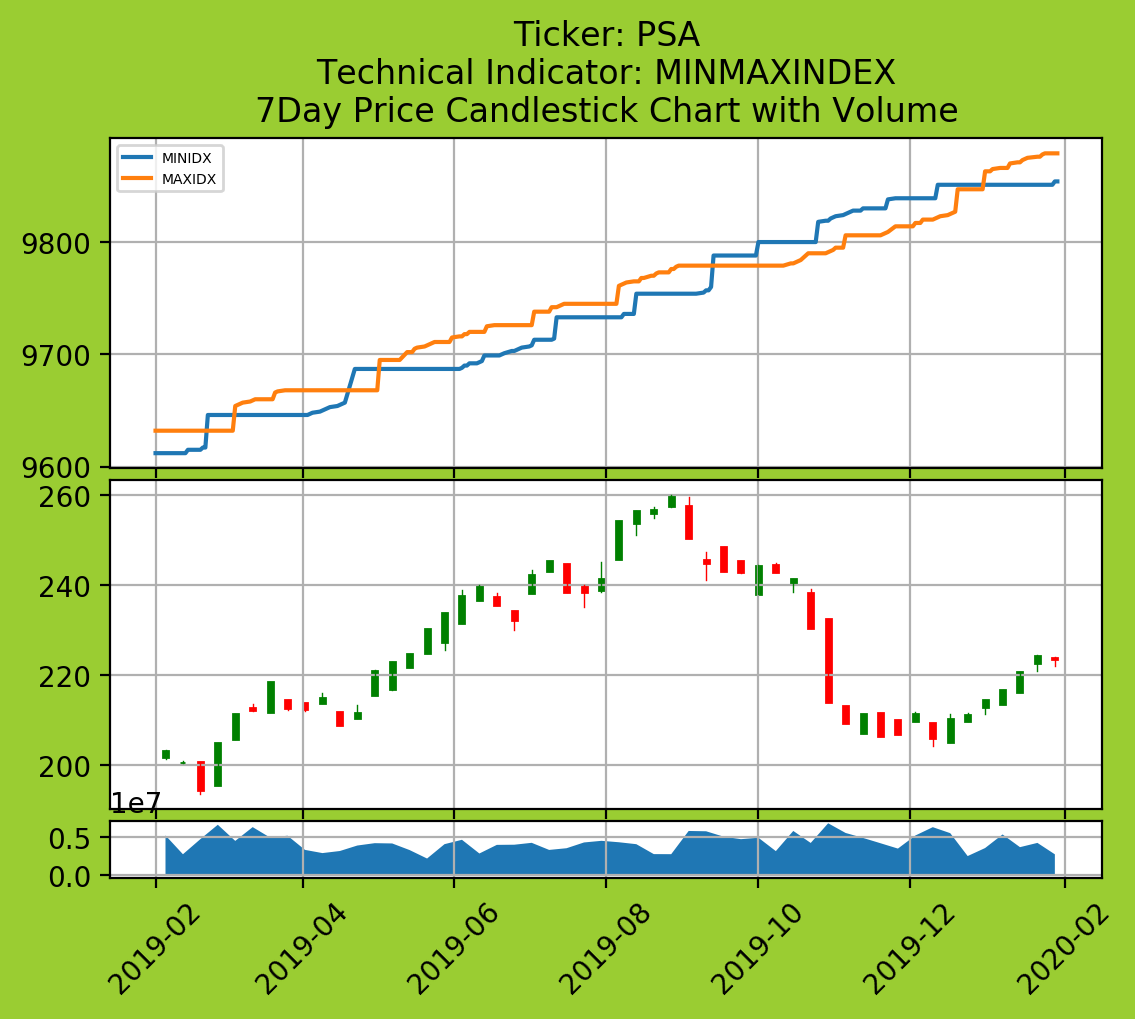 Ticker: PSA
Technical Indicator: MINMAXINDEX
7Day Price Candlestick Chart with Volume
MINIDX
MAXIDX
9800
9700
9600
260
240
220
200
1e7
0.5
0.0
2019-02
2019-04
2019-06
2019-08
2019-10
2019-12
2020-02